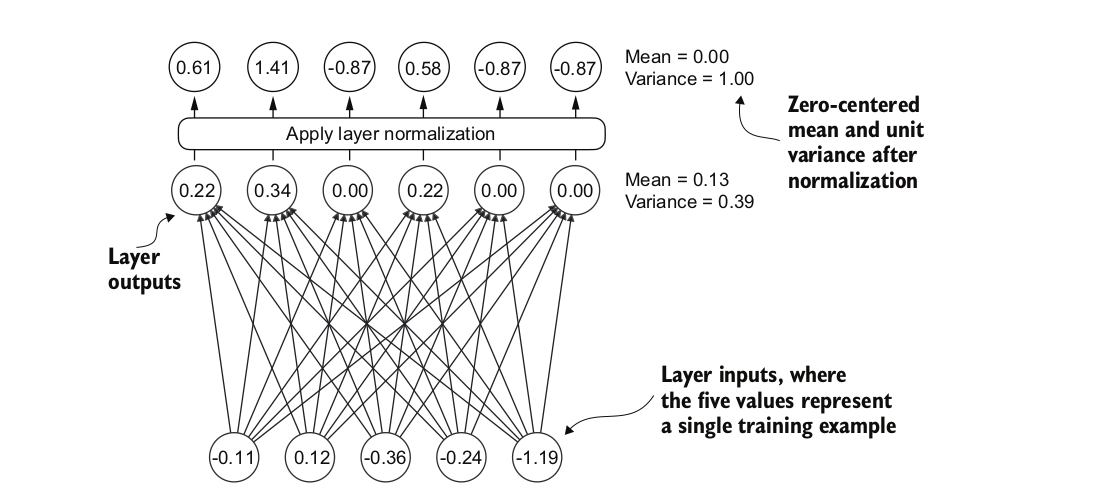 0.61 1.41 -0.87 0.58 -0.87 -0.87
Mean = 0.00
Variance = 1.00
Zero-centered
mean and unit
variance after
normalization
Apply layer normalization
0.22 0.34 0.00 0.22 0.00 0.00
Mean = 0.13
Variance = 0.39
Layer
outputs
Layer inputs, where
the five values represent
a single training example
-0.11 0.12 -0.36 -0.24 -1.19